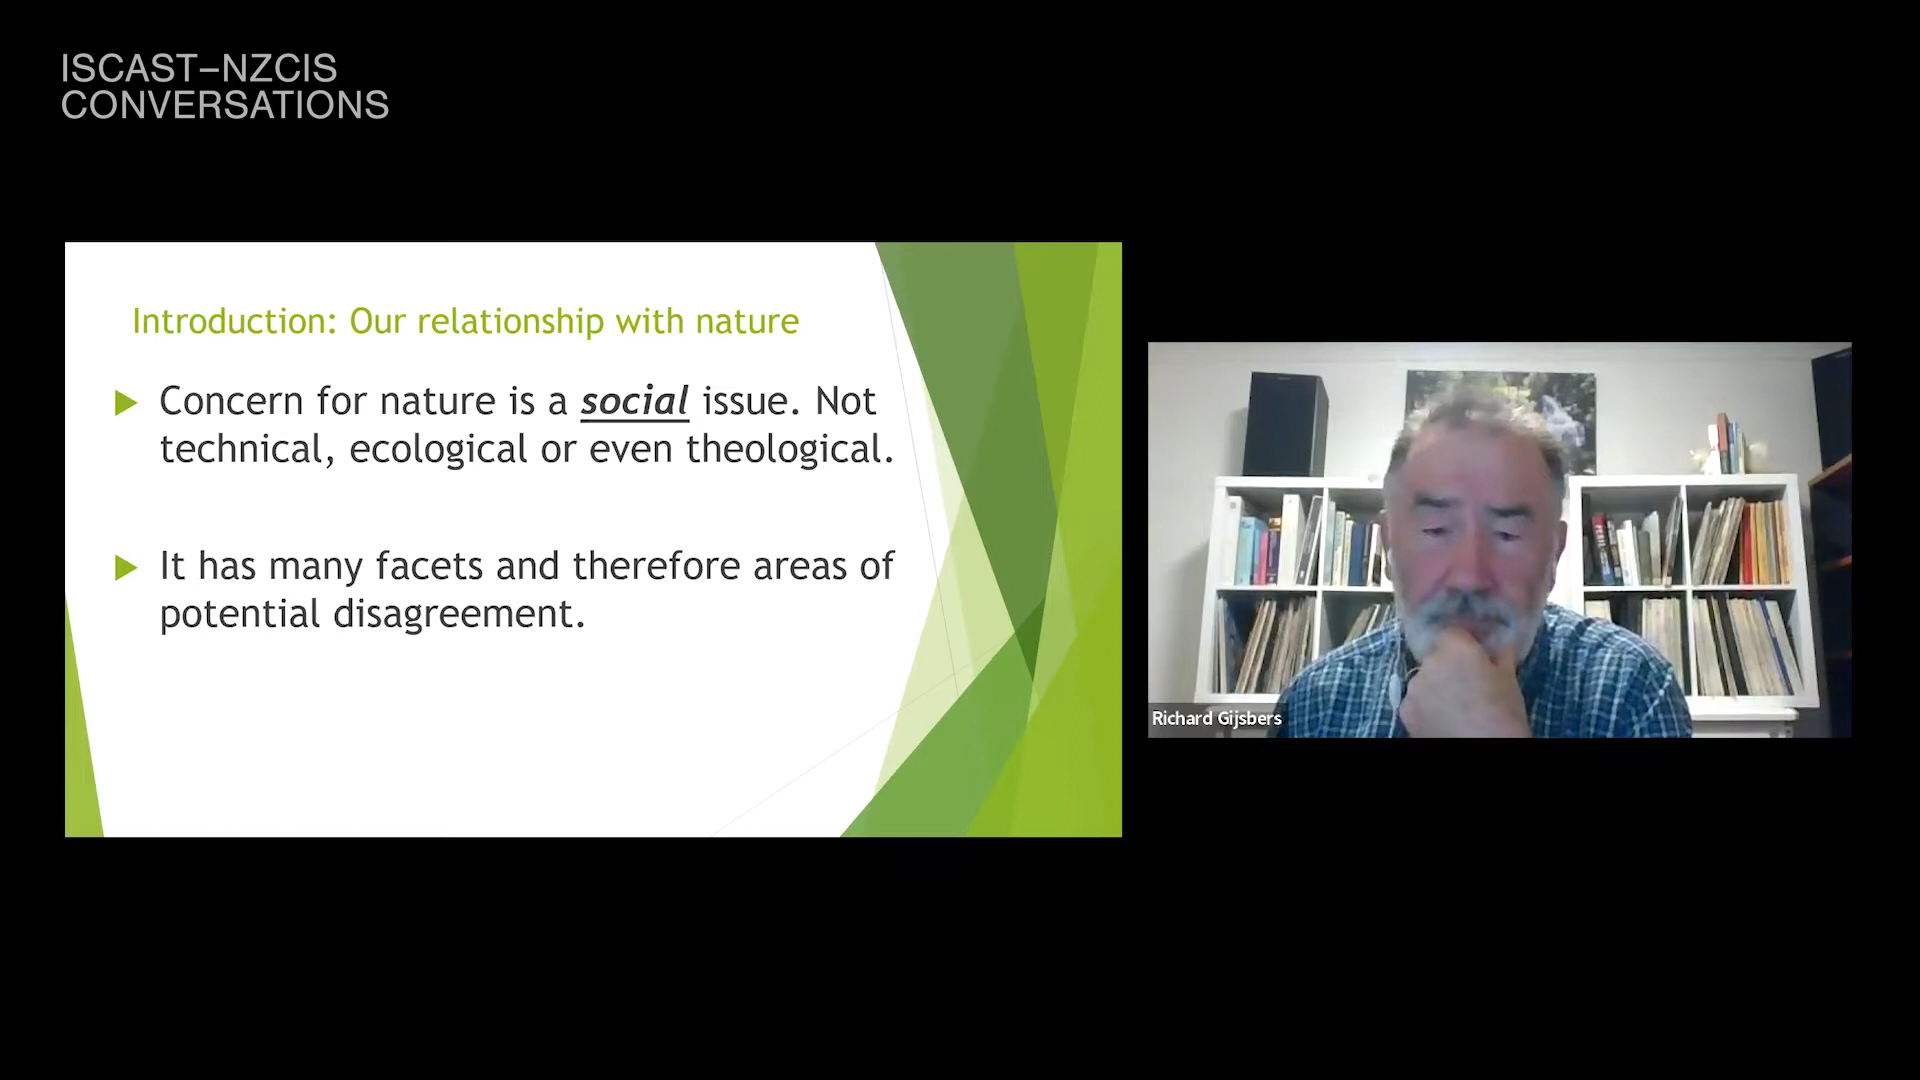 ISCAST–NZCIS
CONVERSATIONS
Introduction: Our relationship with nature
Concern for nature is a social issue. Not
technical, ecological or even theological.
It has many facets and therefore areas of
potential disagreement.
Richard Gijsbers